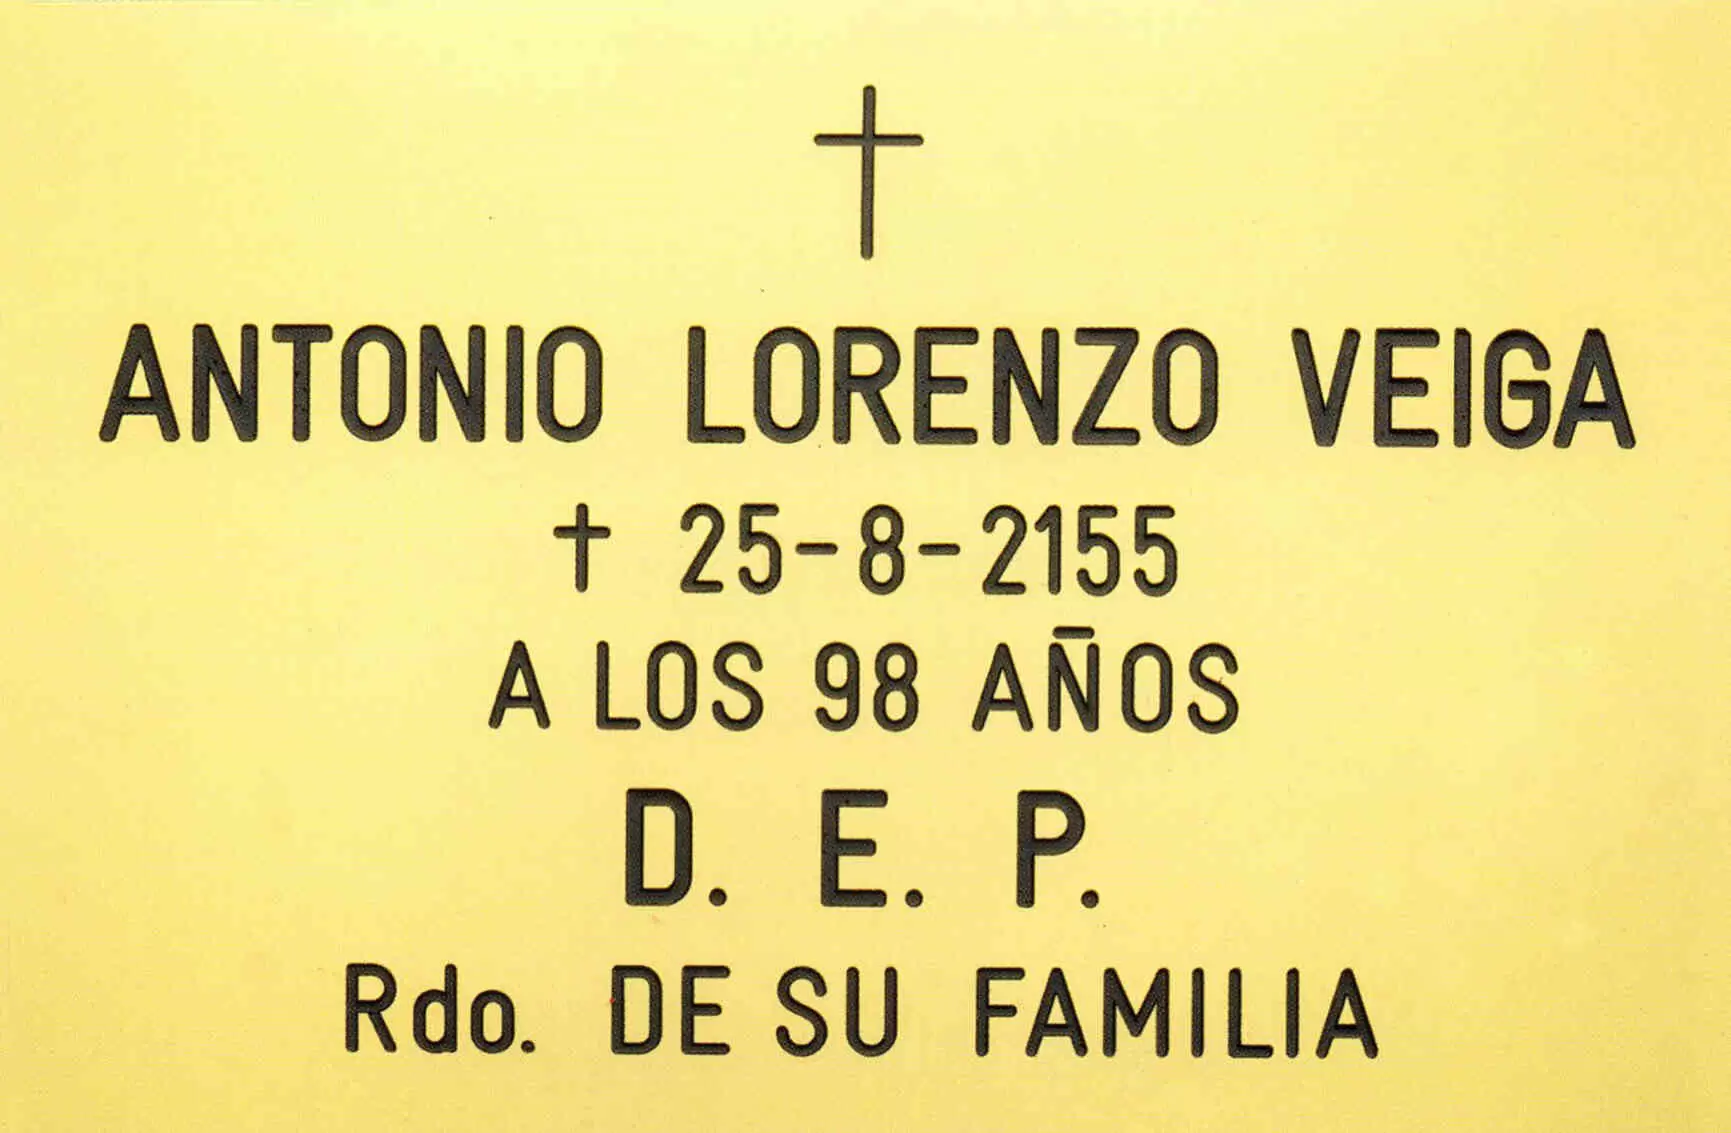 ANTONIO LORENZO VEIGA
† 25-8-2155
A LOS 98 AÑOS
D. E. P.
Rdo. DE SU FAMILIA